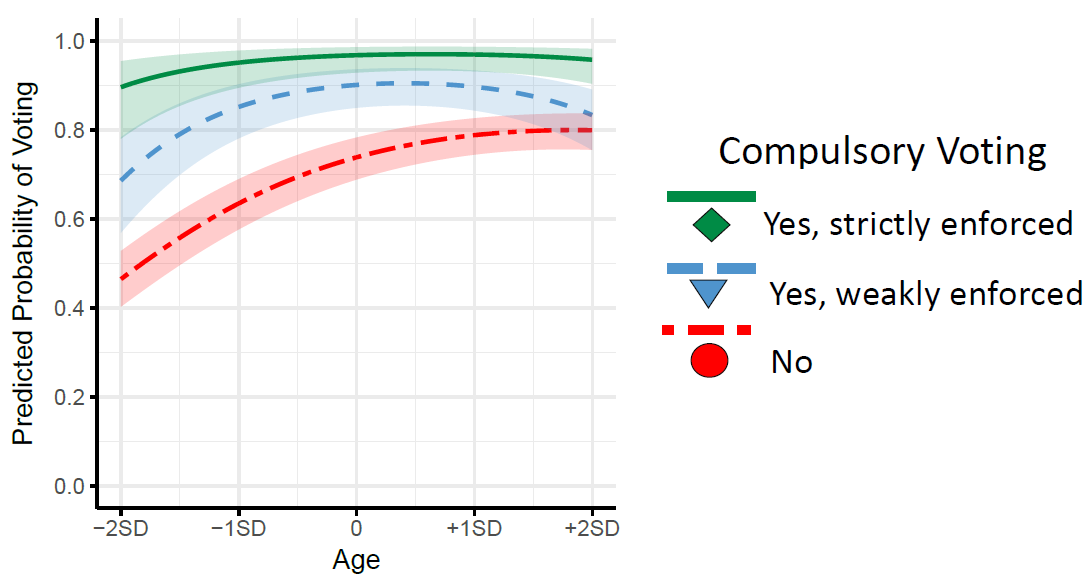 1.0
0.8
0.6
0.4
0.2
0.0
Predicted Probability of Voting
−2SD −1SD 0 +1SD +2SD
Age
Compulsory Voting
Yes, strictly enforced
Yes, weakly enforced
No